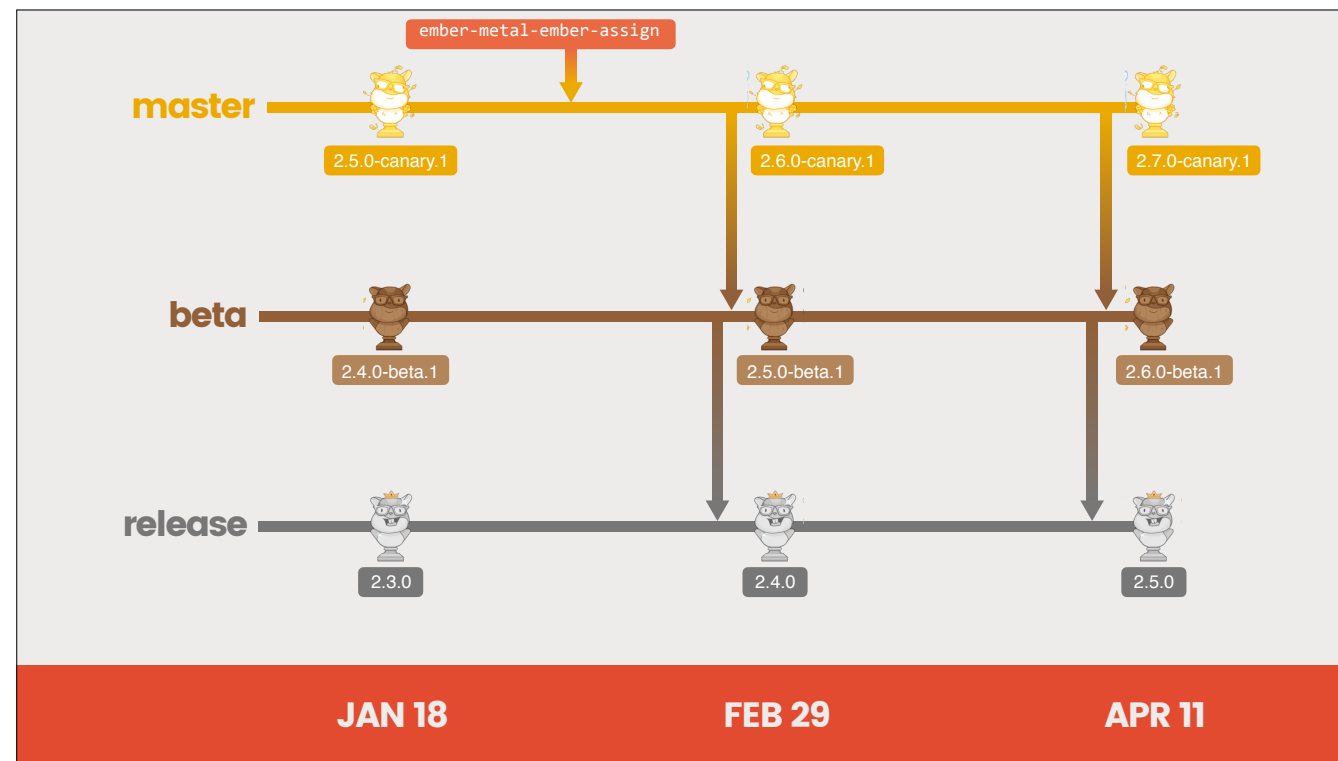 ember-metal-ember-assign
master
2.5.0-canary.1
2.6.0-canary.1
2.7.0-canary.1
beta
2.4.0-beta.1
2.5.0-beta.1
2.6.0-beta.1
release
2.3.0
2.4.0
2.5.0
JAN 18
FEB 29
APR 11